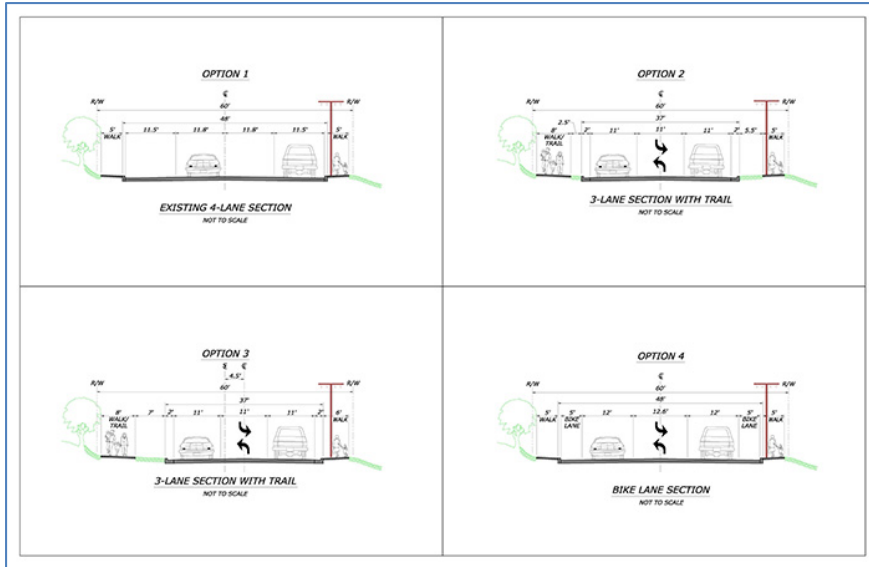 OPTION 1
℄
R/W 60' R/W
48'
5' WALK 11.5' 11.8' 11.8' 11.5' 5' WALK
EXISTING 4-LANE SECTION
NOT TO SCALE
OPTION 2
℄
R/W 60' R/W
37'
2.5'
8' WALK/TRAIL 2' 11' 11' 11' 2' 5.5' 5' WALK
3-LANE SECTION WITH TRAIL
NOT TO SCALE
OPTION 3
4.5'
R/W 60' R/W
37'
8' WALK/TRAIL 7' 2' 11' 11' 11' 2' 6' WALK
3-LANE SECTION WITH TRAIL
NOT TO SCALE
OPTION 4
℄
R/W 60' R/W
48'
5' WALK 5' BIKE LANE 12' 12.6' 12' 5' BIKE LANE 5' WALK
BIKE LANE SECTION
NOT TO SCALE